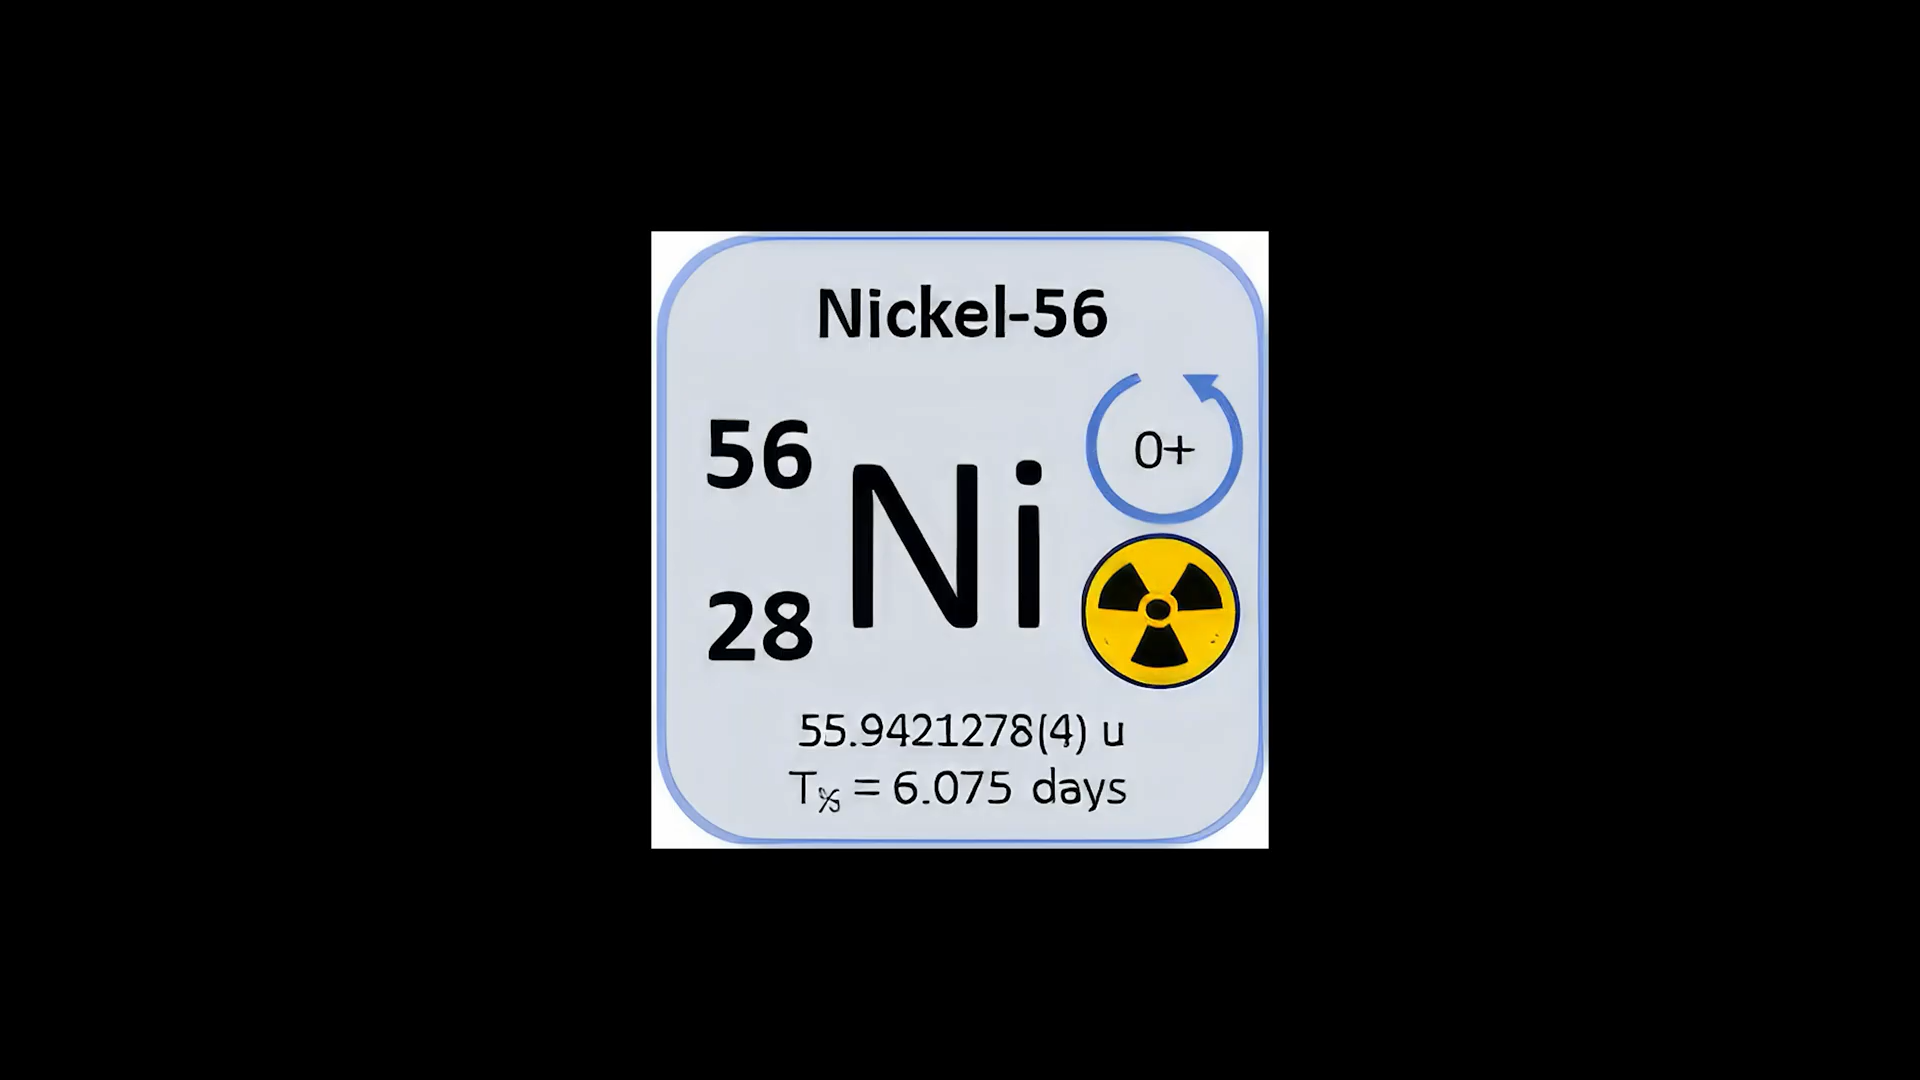 Nickel-56
56
Ni
0+
28
55.9421278(4) u
T½ = 6.075 days